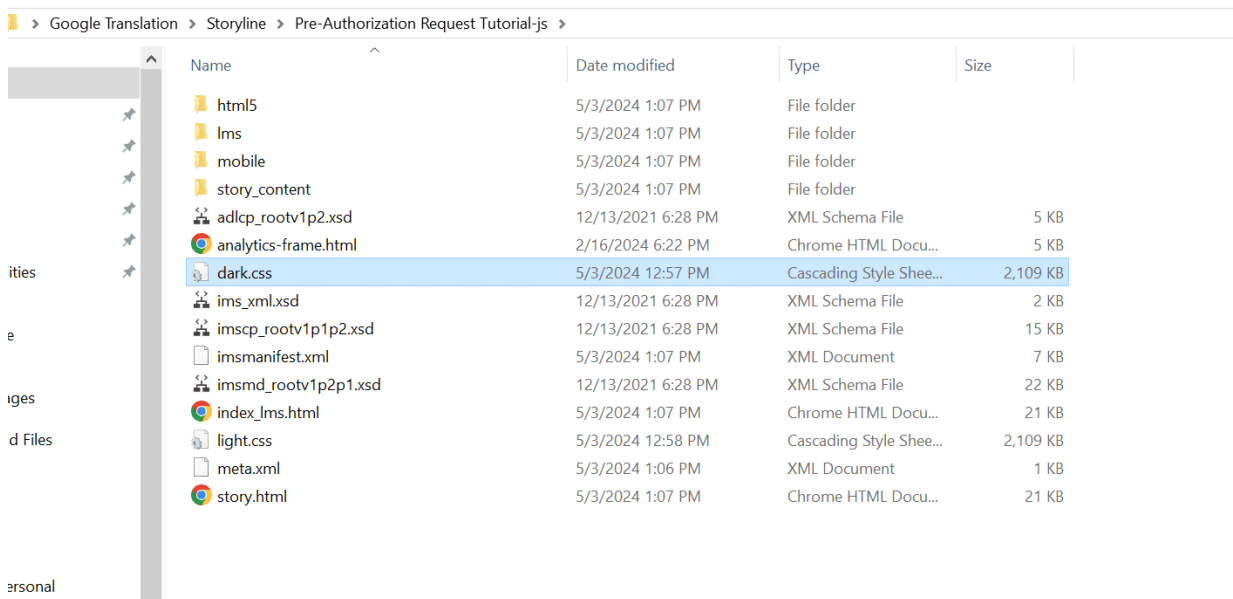 Google Translation > Storyline > Pre-Authorization Request Tutorial-js >
Name Date modified Type Size
html5 5/3/2024 1:07 PM File folder
lms 5/3/2024 1:07 PM File folder
mobile 5/3/2024 1:07 PM File folder
story_content 5/3/2024 1:07 PM File folder
adlcp_rootv1p2.xsd 12/13/2021 6:28 PM XML Schema File 5 KB
analytics-frame.html 2/16/2024 6:22 PM Chrome HTML Docu... 5 KB
ities
dark.css 5/3/2024 12:57 PM Cascading Style Shee... 2,109 KB
ims_xml.xsd 12/13/2021 6:28 PM XML Schema File 2 KB
e
imscp_rootv1p1p2.xsd 12/13/2021 6:28 PM XML Schema File 15 KB
imsmanifest.xml 5/3/2024 1:07 PM XML Document 7 KB
imsmd_rootv1p2p1.xsd 12/13/2021 6:28 PM XML Schema File 22 KB
ages
index_lms.html 5/3/2024 1:07 PM Chrome HTML Docu... 21 KB
d Files
light.css 5/3/2024 12:58 PM Cascading Style Shee... 2,109 KB
meta.xml 5/3/2024 1:06 PM XML Document 1 KB
story.html 5/3/2024 1:07 PM Chrome HTML Docu... 21 KB
ersonal